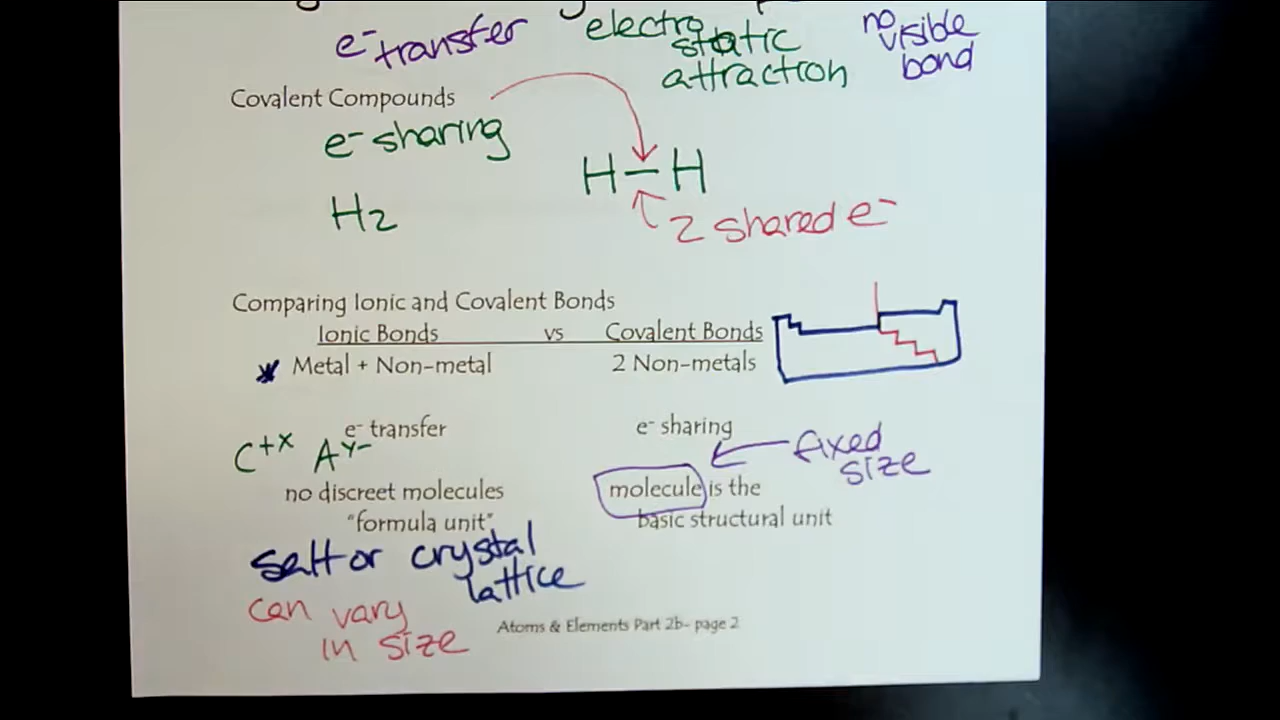 e⁻ transfer
electro
static
attraction
no
visible
bond
Covalent Compounds
e⁻ sharing
H — H
H2
2 shared e⁻
Comparing Ionic and Covalent Bonds
Ionic Bonds vs Covalent Bonds
Metal + Non-metal 2 Non-metals
e⁻ transfer e⁻ sharing
C+x Ay-
fixed
size
no discreet molecules molecule is the
"formula unit" basic structural unit
salt or crystal
lattice
can vary
in size
Atoms & Elements Part 2b- page 2